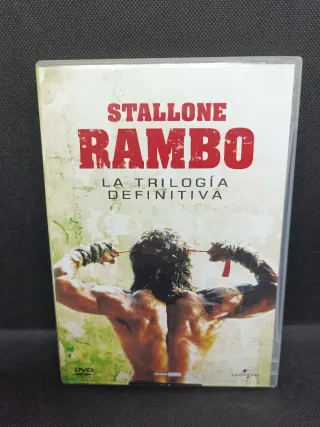 STALLONE
RAMBO
LA TRILOGÍA
DEFINITIVA
DVD
UNIVERSAL